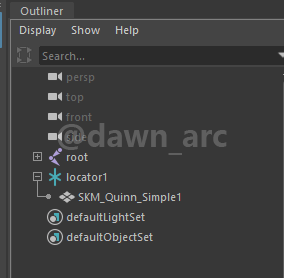 Outliner
Display Show Help
Search...
persp
top
front
side
@dawn_arc
root
locator1
SKM_Quinn_Simple1
defaultLightSet
defaultObjectSet